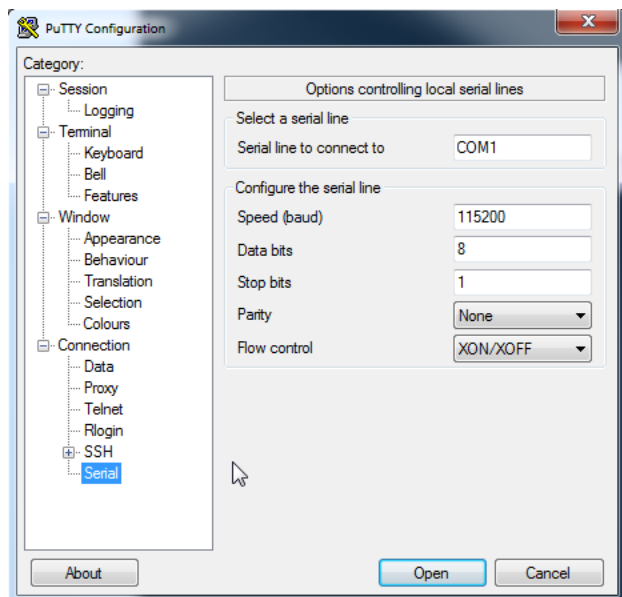 PuTTY Configuration
Category:
Session
Logging
Terminal
Keyboard
Bell
Features
Window
Appearance
Behaviour
Translation
Selection
Colours
Connection
Data
Proxy
Telnet
Rlogin
SSH
Serial
Options controlling local serial lines
Select a serial line
Serial line to connect to COM1
Configure the serial line
Speed (baud) 115200
Data bits 8
Stop bits 1
Parity None
Flow control XON/XOFF
About Open Cancel